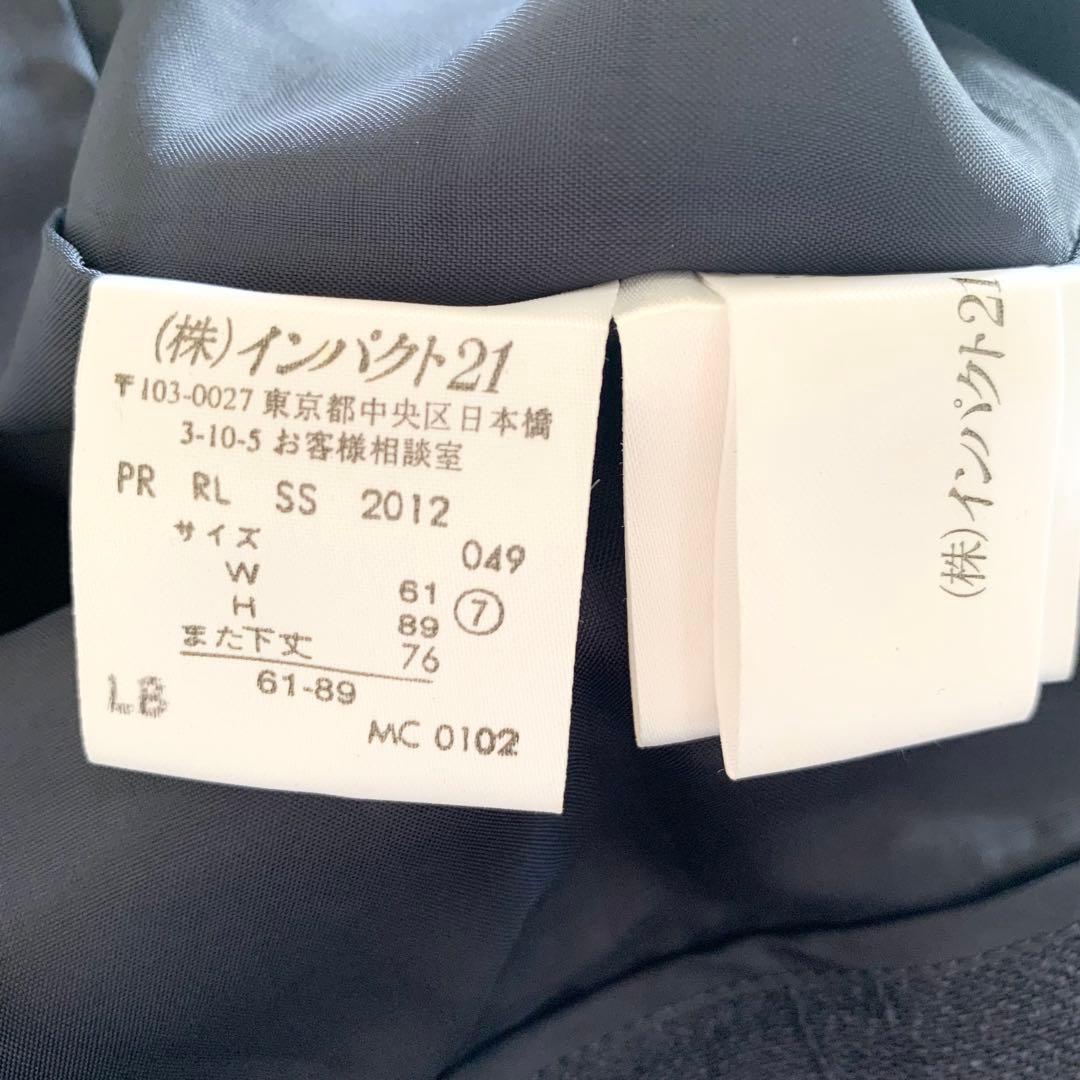 (株)インパクト21
〒103-0027 東京都中央区日本橋
3-10-5 お客様相談室
PR RL SS 2012
サイズ 049
W 61
H 89 ⑦
また下丈 76
61-89
LB
MC 0102
(株)インパクト21